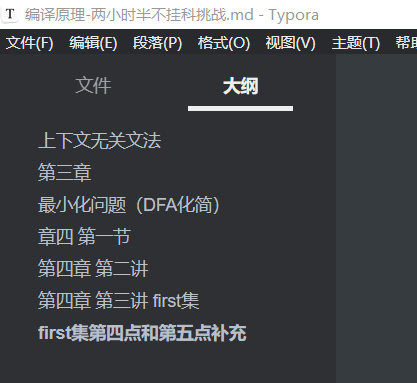 T 编译原理-两小时半不挂科挑战.md - Typora
文件(F) 编辑(E) 段落(P) 格式(O) 视图(V) 主题(T) 帮助
文件 大纲
上下文无关文法
第三章
最小化问题（DFA化简）
章四 第一节
第四章 第二讲
第四章 第三讲 first集
first集第四点和第五点补充